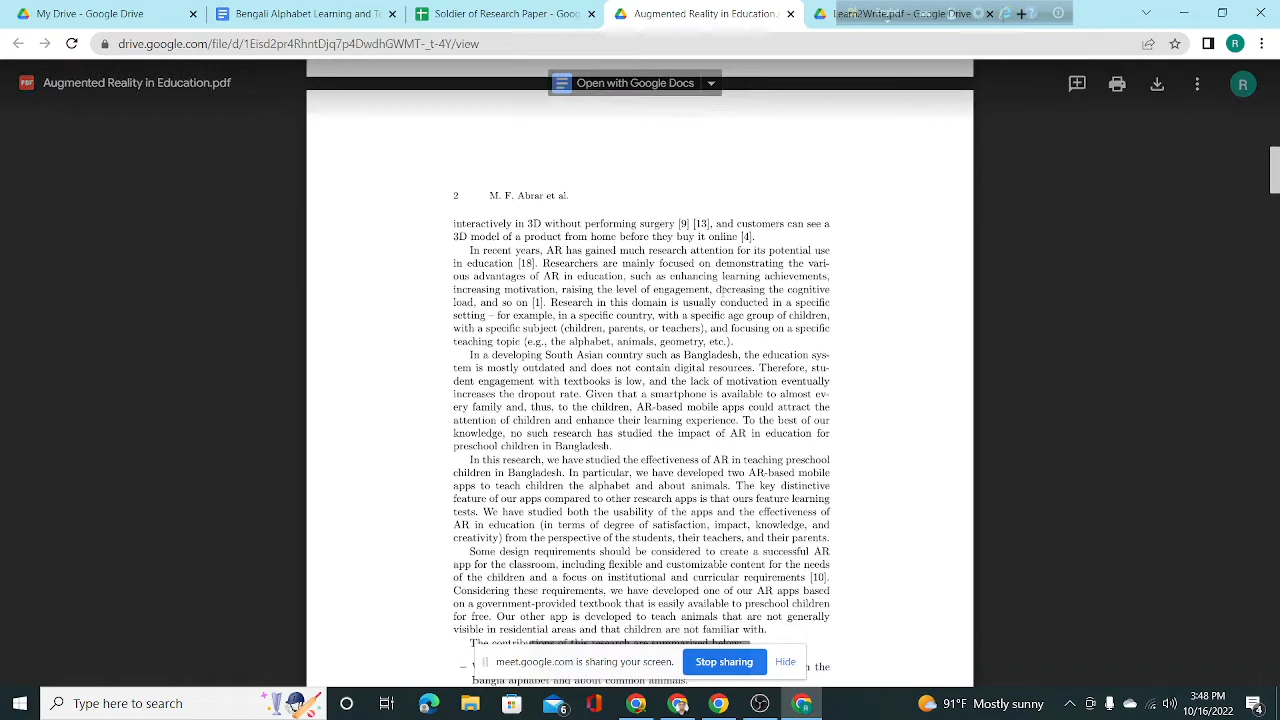 My Drive - Google Drive
Bengali Alphabet Learning and Te
Soldier of Research Papar - Goog
Augmented Reality in Education.
Learn2Write.pdf - Google Drive
drive.google.com/file/d/1Eisd2pr4RhntDjq7p4DwdhGWMT-_t-4Y/view
R
PDF
Augmented Reality in Education.pdf
Open with Google Docs
R
2 M. F. Abrar et al.
interactively in 3D without performing surgery [9] [13], and customers can see a
3D model of a product from home before they buy it online [4].
In recent years, AR has gained much research attention for its potential use
in education [18]. Researchers are mainly focused on demonstrating the vari-
ous advantages of AR in education, such as enhancing learning achievements,
increasing motivation, raising the level of engagement, decreasing the cognitive
load, and so on [1]. Research in this domain is usually conducted in a specific
setting – for example, in a specific country, with a specific age group of children,
with a specific subject (children, parents, or teachers), and focusing on a specific
teaching topic (e.g., the alphabet, animals, geometry, etc.).
In a developing South Asian country such as Bangladesh, the education sys-
tem is mostly outdated and does not contain digital resources. Therefore, stu-
dent engagement with textbooks is low, and the lack of motivation eventually
increases the dropout rate. Given that a smartphone is available to almost ev-
ery family and, thus, to the children, AR-based mobile apps could attract the
attention of children and enhance their learning experience. To the best of our
knowledge, no such research has studied the impact of AR in education for
preschool children in Bangladesh.
In this research, we have studied the effectiveness of AR in teaching preschool
children in Bangladesh. In particular, we have developed two AR-based mobile
apps to teach children the alphabet and about animals. The key distinctive
feature of our apps compared to other research apps is that ours feature learning
tests. We have studied both the usability of the apps and the effectiveness of
AR in education (in terms of degree of satisfaction, impact, knowledge, and
creativity) from the perspective of the students, their teachers, and their parents.
Some design requirements should be considered to create a successful AR
app for the classroom, including flexible and customizable content for the needs
of the children and a focus on institutional and curricular requirements [10].
Considering these requirements, we have developed one of our AR apps based
on a government-provided textbook that is easily available to preschool children
for free. Our other app is developed to teach animals that are not generally
visible in residential areas and that children are not familiar with.
The contributions of this research are summarized below:
meet.google.com is sharing your screen.
Stop sharing
Hide
– the
Bangla alphabet and about common animals.
Type here to search
6
91°F Mostly sunny
3:48 PM
10/16/2022